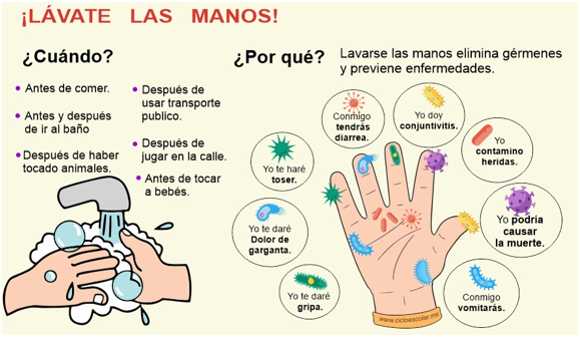 ¡LÁVATE LAS MANOS!
¿Cuándo?
• Antes de comer.
• Antes y después
de ir al baño
• Después de haber
tocado animales.
• Después de
usar transporte
publico.
• Después de
jugar en la calle.
• Antes de tocar
a bebés.
¿Por qué?
Lavarse las manos elimina gérmenes
y previene enfermedades.
Conmigo
tendrás
diarrea.
Yo doy
conjuntivitis.
Yo
contamino
heridas.
Yo te haré
toser.
Yo podría
causar
la muerte.
Yo te daré
Dolor de
garganta.
Yo te daré
gripa.
Conmigo
vomitarás.
www.cicloescolar.mx